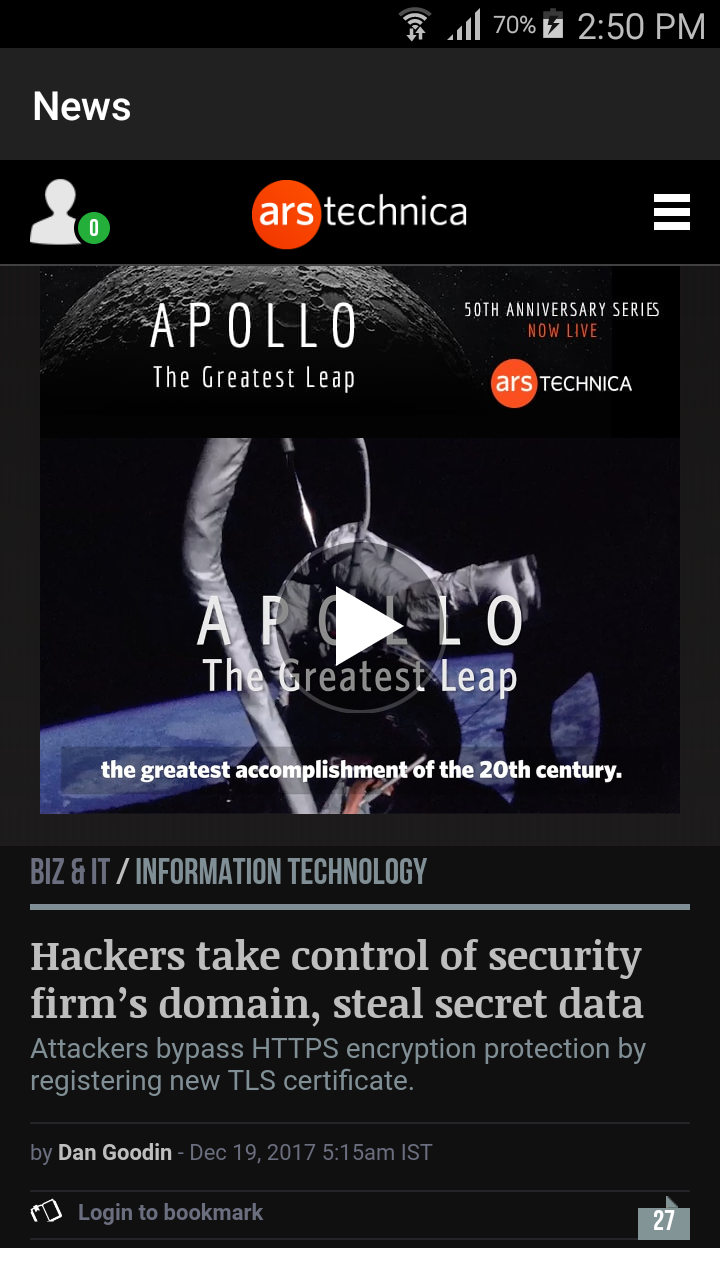 70% 2:50 PM
News
0
ars technica
APOLLO
The Greatest Leap
50TH ANNIVERSARY SERIES
NOW LIVE
ars TECHNICA
APOLLO
The Greatest Leap
the greatest accomplishment of the 20th century.
BIZ & IT / INFORMATION TECHNOLOGY
Hackers take control of security
firm’s domain, steal secret data
Attackers bypass HTTPS encryption protection by
registering new TLS certificate.
by Dan Goodin - Dec 19, 2017 5:15am IST
Login to bookmark
27